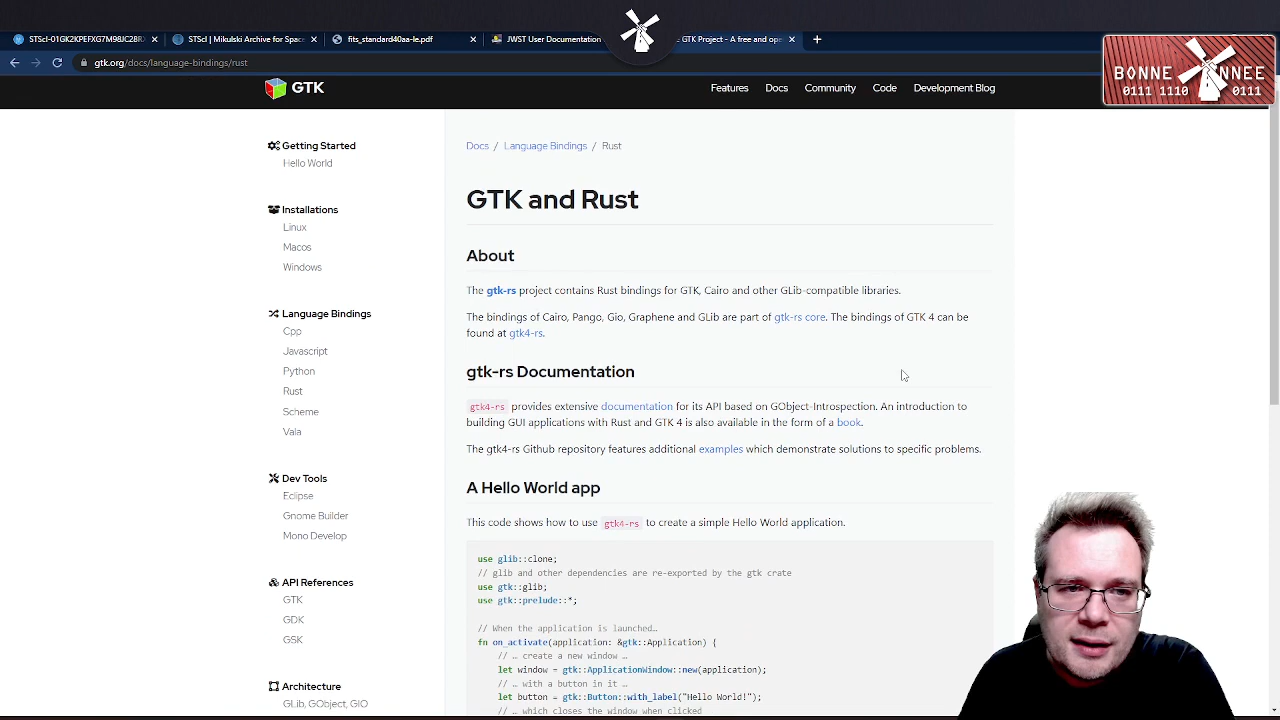 STScI-01GK2KPEFXG7M98JC2BR
STScI | Mikulski Archive for Space
fits_standard40aa-le.pdf
JWST User Documentation
GTK Project - A free and ope
gtk.org/docs/language-bindings/rust
BONNE NNEE
0111 1110 0111
GTK
Features
Docs
Community
Code
Development Blog
Getting Started
Hello World
Installations
Linux
Macos
Windows
Language Bindings
Cpp
Javascript
Python
Rust
Scheme
Vala
Dev Tools
Eclipse
Gnome Builder
Mono Develop
API References
GTK
GDK
GSK
Architecture
GLib, GObject, GIO
Docs / Language Bindings / Rust
GTK and Rust
About
The gtk-rs project contains Rust bindings for GTK, Cairo and other GLib-compatible libraries.
The bindings of Cairo, Pango, Gio, Graphene and GLib are part of gtk-rs core. The bindings of GTK 4 can be
found at gtk4-rs.
gtk-rs Documentation
gtk4-rs provides extensive documentation for its API based on GObject-Introspection. An introduction to
building GUI applications with Rust and GTK 4 is also available in the form of a book.
The gtk4-rs Github repository features additional examples which demonstrate solutions to specific problems.
A Hello World app
This code shows how to use gtk4-rs to create a simple Hello World application.
use glib::clone;
// glib and other dependencies are re-exported by the gtk crate
use gtk::glib;
use gtk::prelude::*;
// When the application is launched…
fn on_activate(application: &gtk::Application) {
// … create a new window …
let window = gtk::ApplicationWindow::new(application);
// … with a button in it …
let button = gtk::Button::with_label("Hello World!");
// … which closes the window when clicked